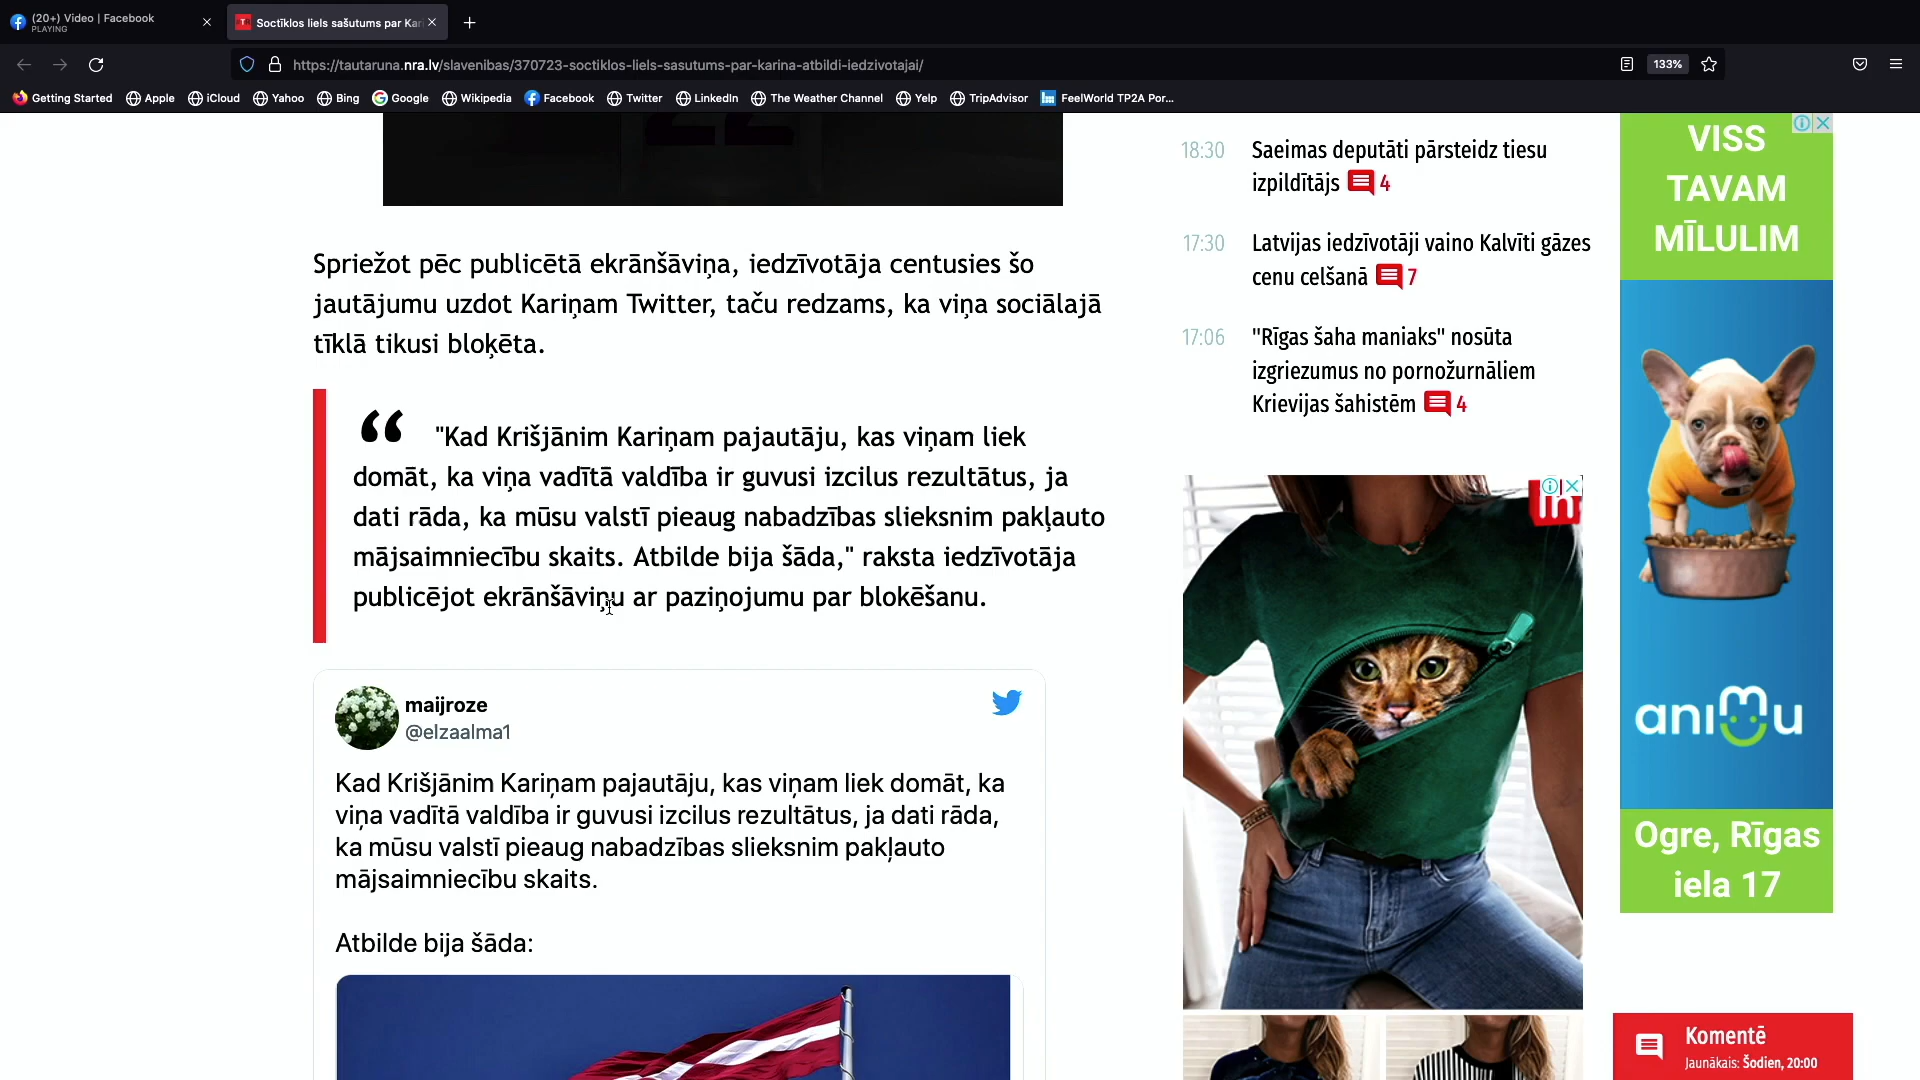 (20+) Video | Facebook
PLAYING
Soctīklos liels sašutums par Kar
https://tautaruna.nra.lv/slavenibas/370723-soctiklos-liels-sasutums-par-karina-atbildi-iedzivotajai/
133%
Getting Started
Apple
iCloud
Yahoo
Bing
Google
Wikipedia
Facebook
Twitter
LinkedIn
The Weather Channel
Yelp
TripAdvisor
FeelWorld TP2A Por...
Spriežot pēc publicētā ekrānšāviņa, iedzīvotāja centusies šo
jautājumu uzdot Kariņam Twitter, taču redzams, ka viņa sociālajā
tīklā tikusi bloķēta.
"Kad Krišjānim Kariņam pajautāju, kas viņam liek
domāt, ka viņa vadītā valdība ir guvusi izcilus rezultātus, ja
dati rāda, ka mūsu valstī pieaug nabadzības slieksnim pakļauto
mājsaimniecību skaits. Atbilde bija šāda," raksta iedzīvotāja
publicējot ekrānšāviņu ar paziņojumu par blokēšanu.
maijroze
@elzaalma1
Kad Krišjānim Kariņam pajautāju, kas viņam liek domāt, ka
viņa vadītā valdība ir guvusi izcilus rezultātus, ja dati rāda,
ka mūsu valstī pieaug nabadzības slieksnim pakļauto
mājsaimniecību skaits.
Atbilde bija šāda:
18:30 Saeimas deputāti pārsteidz tiesu
izpildītājs 4
17:30 Latvijas iedzīvotāji vaino Kalvīti gāzes
cenu celšanā 7
17:06 "Rīgas šaha maniaks" nosūta
izgriezumus no pornožurnāliem
Krievijas šahistēm 4
VISS
TAVAM
MĪLULIM
animu
Ogre, Rīgas
iela 17
Komentē
Jaunākais: Šodien, 20:00